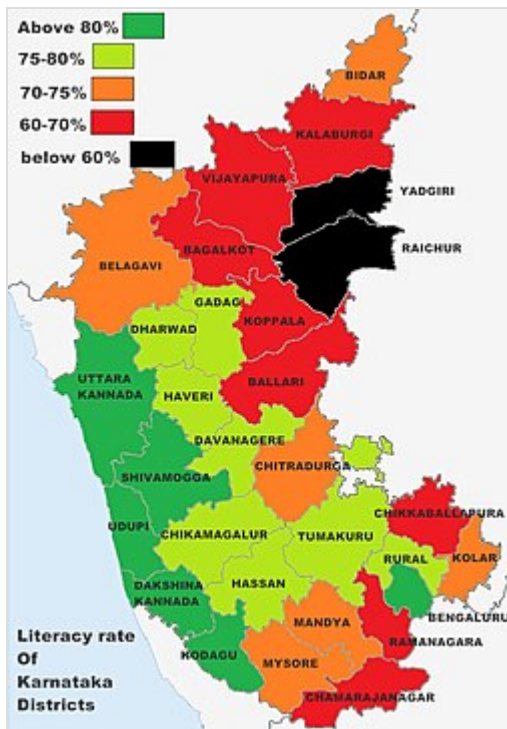 Above 80%
75-80%
70-75%
60-70%
below 60%
BIDAR
KALABURGI
VIJAYAPURA
YADGIRI
RAICHUR
BAGALKOT
BELAGAVI
GADAG
KOPPALA
DHARWAD
BALLARI
UTTARA
KANNADA
HAVERI
DAVANAGERE
CHITRADURGA
SHIVAMOGGA
CHIKKABALLAPURA
UDUPI
CHIKAMAGALUR
TUMAKURU
RURAL
KOLAR
DAKSHINA
KANNADA
HASSAN
BENGALURU
MANDYA
RAMANAGARA
KODAGU
MYSORE
CHAMARAJANAGAR
Literacy rate
Of
Karnataka
Districts